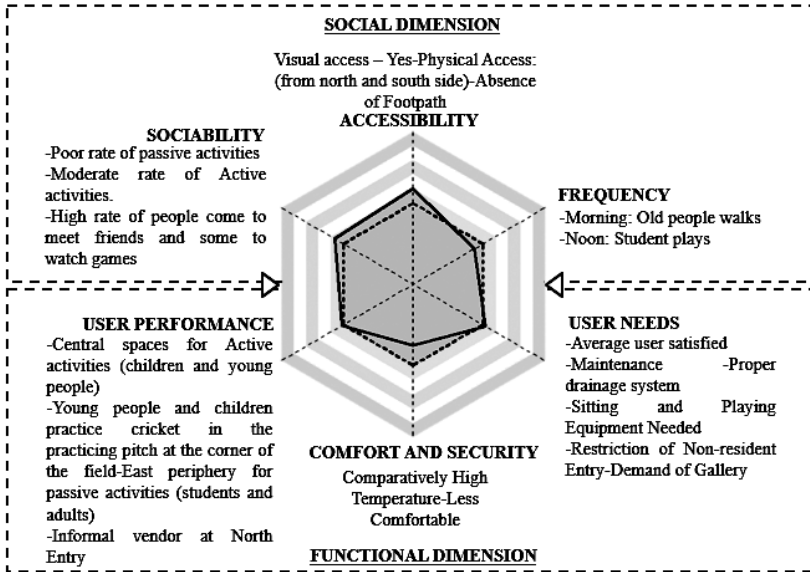 SOCIAL DIMENSION
Visual access – Yes-Physical Access:
(from north and south side)-Absence
of Footpath
ACCESSIBILITY
SOCIABILITY
-Poor rate of passive activities
-Moderate rate of Active
activities.
-High rate of people come to
meet friends and some to
watch games
FREQUENCY
-Morning: Old people walks
-Noon: Student plays
USER PERFORMANCE
-Central spaces for Active
activities (children and young
people)
-Young people and children
practice cricket in the
practicing pitch at the corner of
the field-East periphery for
passive activities (students and
adults)
-Informal vendor at North
Entry
USER NEEDS
-Average user satisfied
-Maintenance -Proper
drainage system
-Sitting and Playing
Equipment Needed
-Restriction of Non-resident
Entry-Demand of Gallery
COMFORT AND SECURITY
Comparatively High
Temperature-Less
Comfortable
FUNCTIONAL DIMENSION